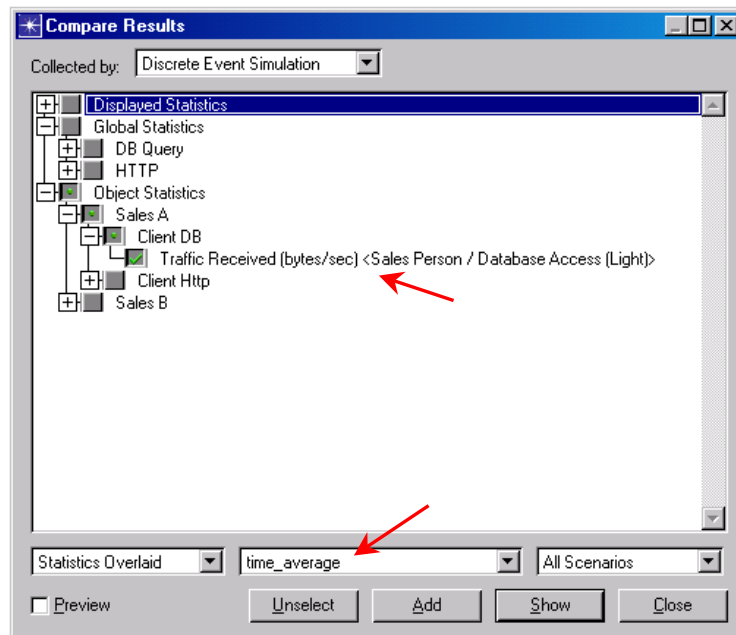 Compare Results
Collected by: Discrete Event Simulation
Displayed Statistics
Global Statistics
DB Query
HTTP
Object Statistics
Sales A
Client DB
Traffic Received (bytes/sec) <Sales Person / Database Access (Light)>
Client Http
Sales B
Statistics Overlaid time_average All Scenarios
Preview Unselect Add Show Close